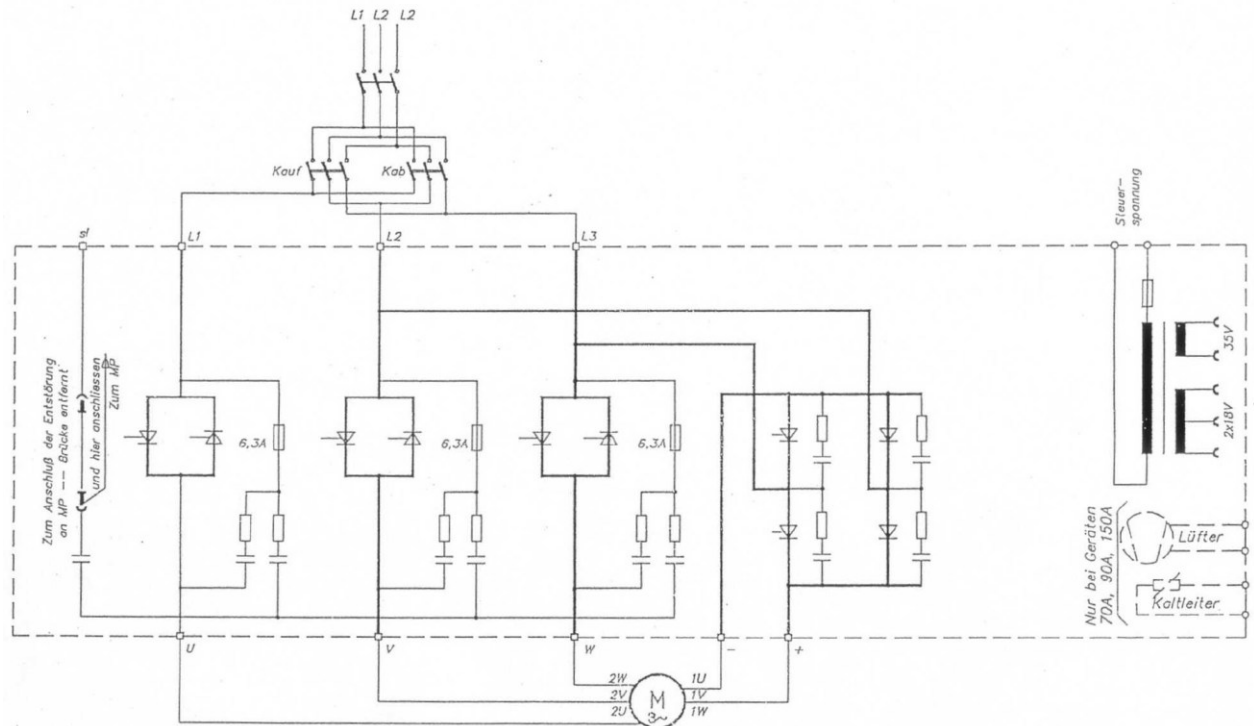 L1 L2 L2
Kauf
Kab
Steuer-
spannung
sl
L1
L2
L3
Zum Anschluß der Entstörung
an MP -- Brücke entfernt
und hier anschliessen
Zum MP
6,3A
6,3A
6,3A
35V
2x18V
Nur bei Geräten
70A, 90A, 150A
Lüfter
Kaltleiter
U
V
W
-
+
2W
2V
2U
M
3~
1U
1V
1W